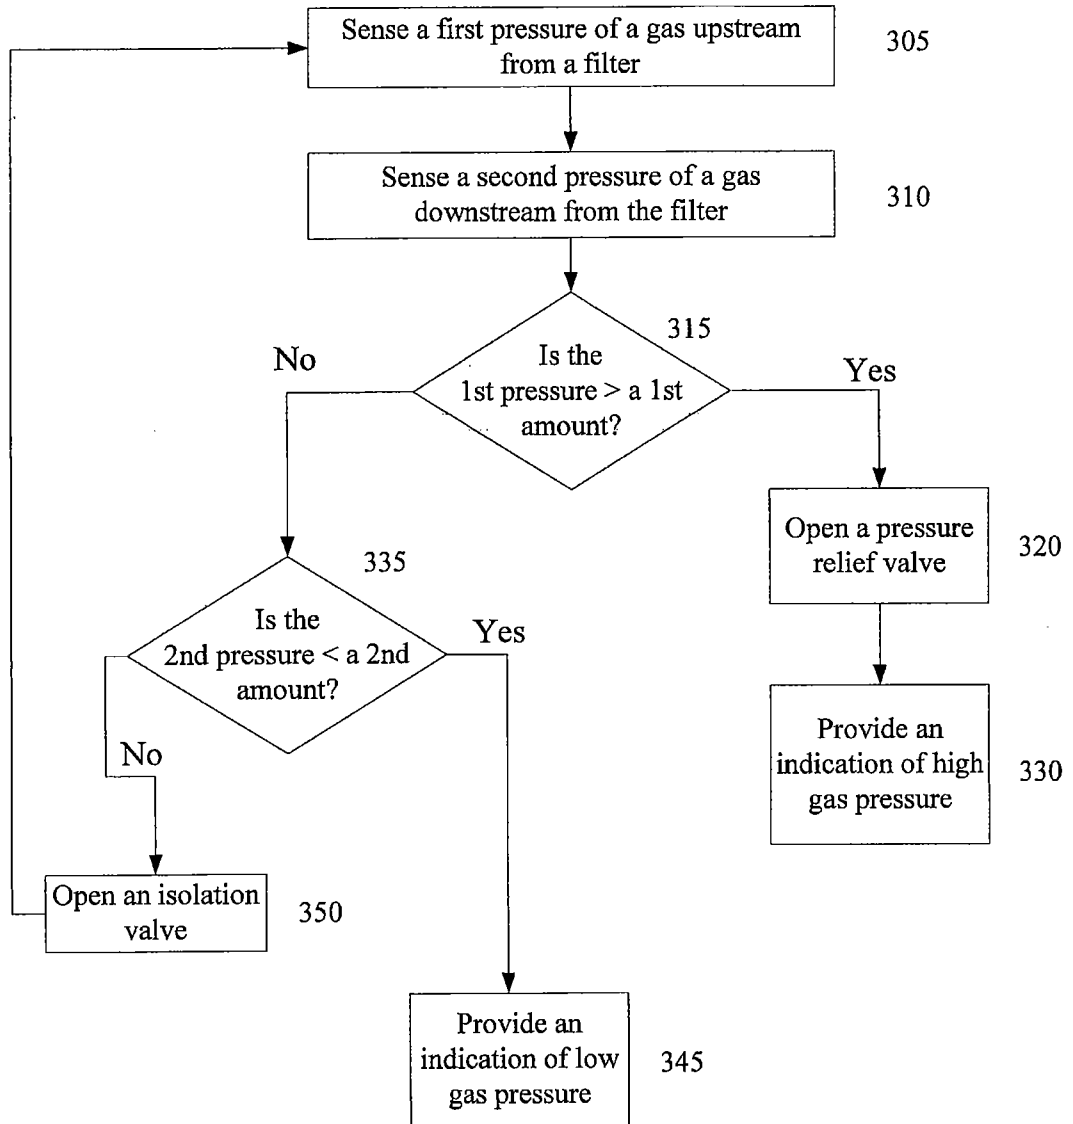 Sense a first pressure of a gas upstream
from a filter
305
Sense a second pressure of a gas
downstream from the filter
310
315
Is the
1st pressure > a 1st
amount?
No
Yes
Open a pressure
relief valve
320
335
Is the
2nd pressure < a 2nd
amount?
Yes
No
Provide an
indication of high
gas pressure
330
Open an isolation
valve
350
Provide an
indication of low
gas pressure
345